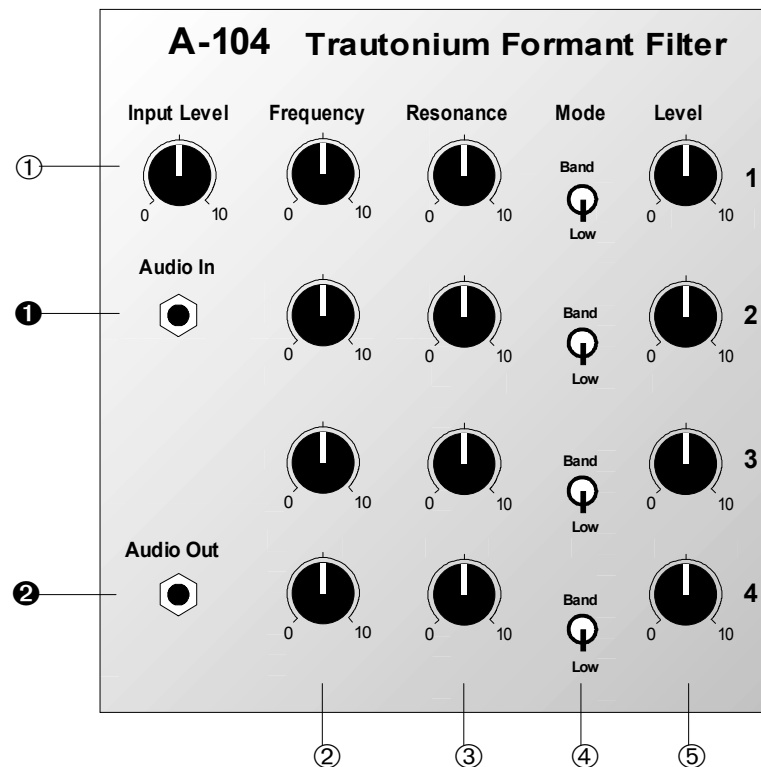 A-104 Trautonium Formant Filter
Input Level Frequency Resonance Mode Level
① Band 1
0 10 0 10 0 10 Low 0 10
Audio In
❶ Band 2
0 10 0 10 Low 0 10
Band 3
0 10 0 10 Low 0 10
Audio Out
❷ Band 4
0 10 0 10 Low 0 10
② ③ ④ ⑤